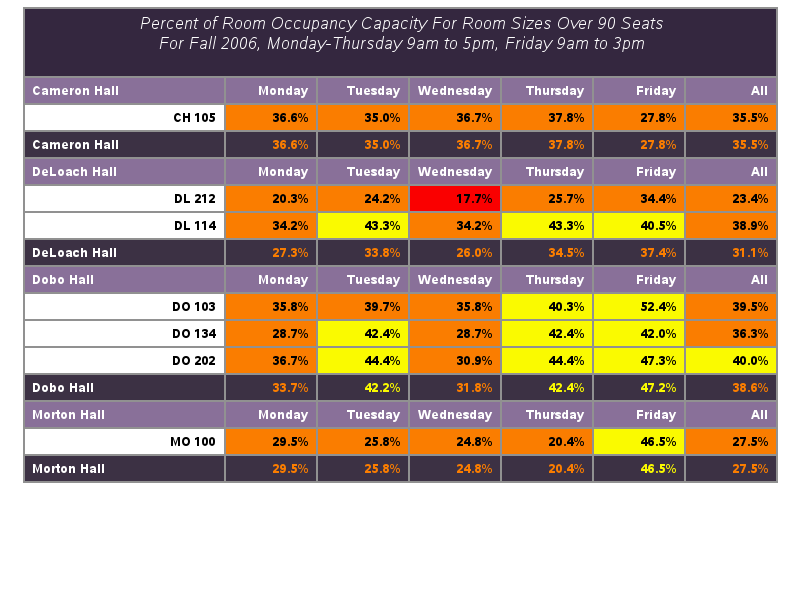 Percent of Room Occupancy Capacity For Room Sizes Over 90 Seats
For Fall 2006, Monday-Thursday 9am to 5pm, Friday 9am to 3pm
Cameron Hall Monday Tuesday Wednesday Thursday Friday All
CH 105 36.6% 35.0% 36.7% 37.8% 27.8% 35.5%
Cameron Hall 36.6% 35.0% 36.7% 37.8% 27.8% 35.5%
DeLoach Hall Monday Tuesday Wednesday Thursday Friday All
DL 212 20.3% 24.2% 17.7% 25.7% 34.4% 23.4%
DL 114 34.2% 43.3% 34.2% 43.3% 40.5% 38.9%
DeLoach Hall 27.3% 33.8% 26.0% 34.5% 37.4% 31.1%
Dobo Hall Monday Tuesday Wednesday Thursday Friday All
DO 103 35.8% 39.7% 35.8% 40.3% 52.4% 39.5%
DO 134 28.7% 42.4% 28.7% 42.4% 42.0% 36.3%
DO 202 36.7% 44.4% 30.9% 44.4% 47.3% 40.0%
Dobo Hall 33.7% 42.2% 31.8% 42.4% 47.2% 38.6%
Morton Hall Monday Tuesday Wednesday Thursday Friday All
MO 100 29.5% 25.8% 24.8% 20.4% 46.5% 27.5%
Morton Hall 29.5% 25.8% 24.8% 20.4% 46.5% 27.5%